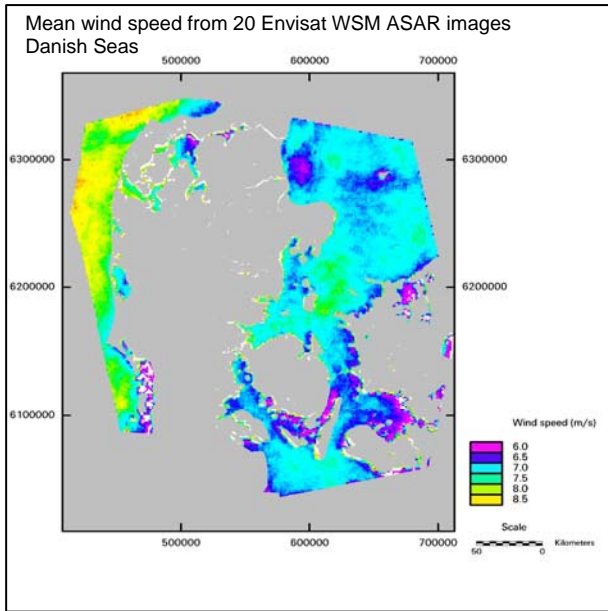 Mean wind speed from 20 Envisat WSM ASAR images
Danish Seas
500000 600000 700000
6300000 6300000
6200000 6200000
6100000 6100000
Wind speed (m/s)
6.0
6.5
7.0
7.5
8.0
8.5
Scale
50 0 Kilometers
500000 600000 700000